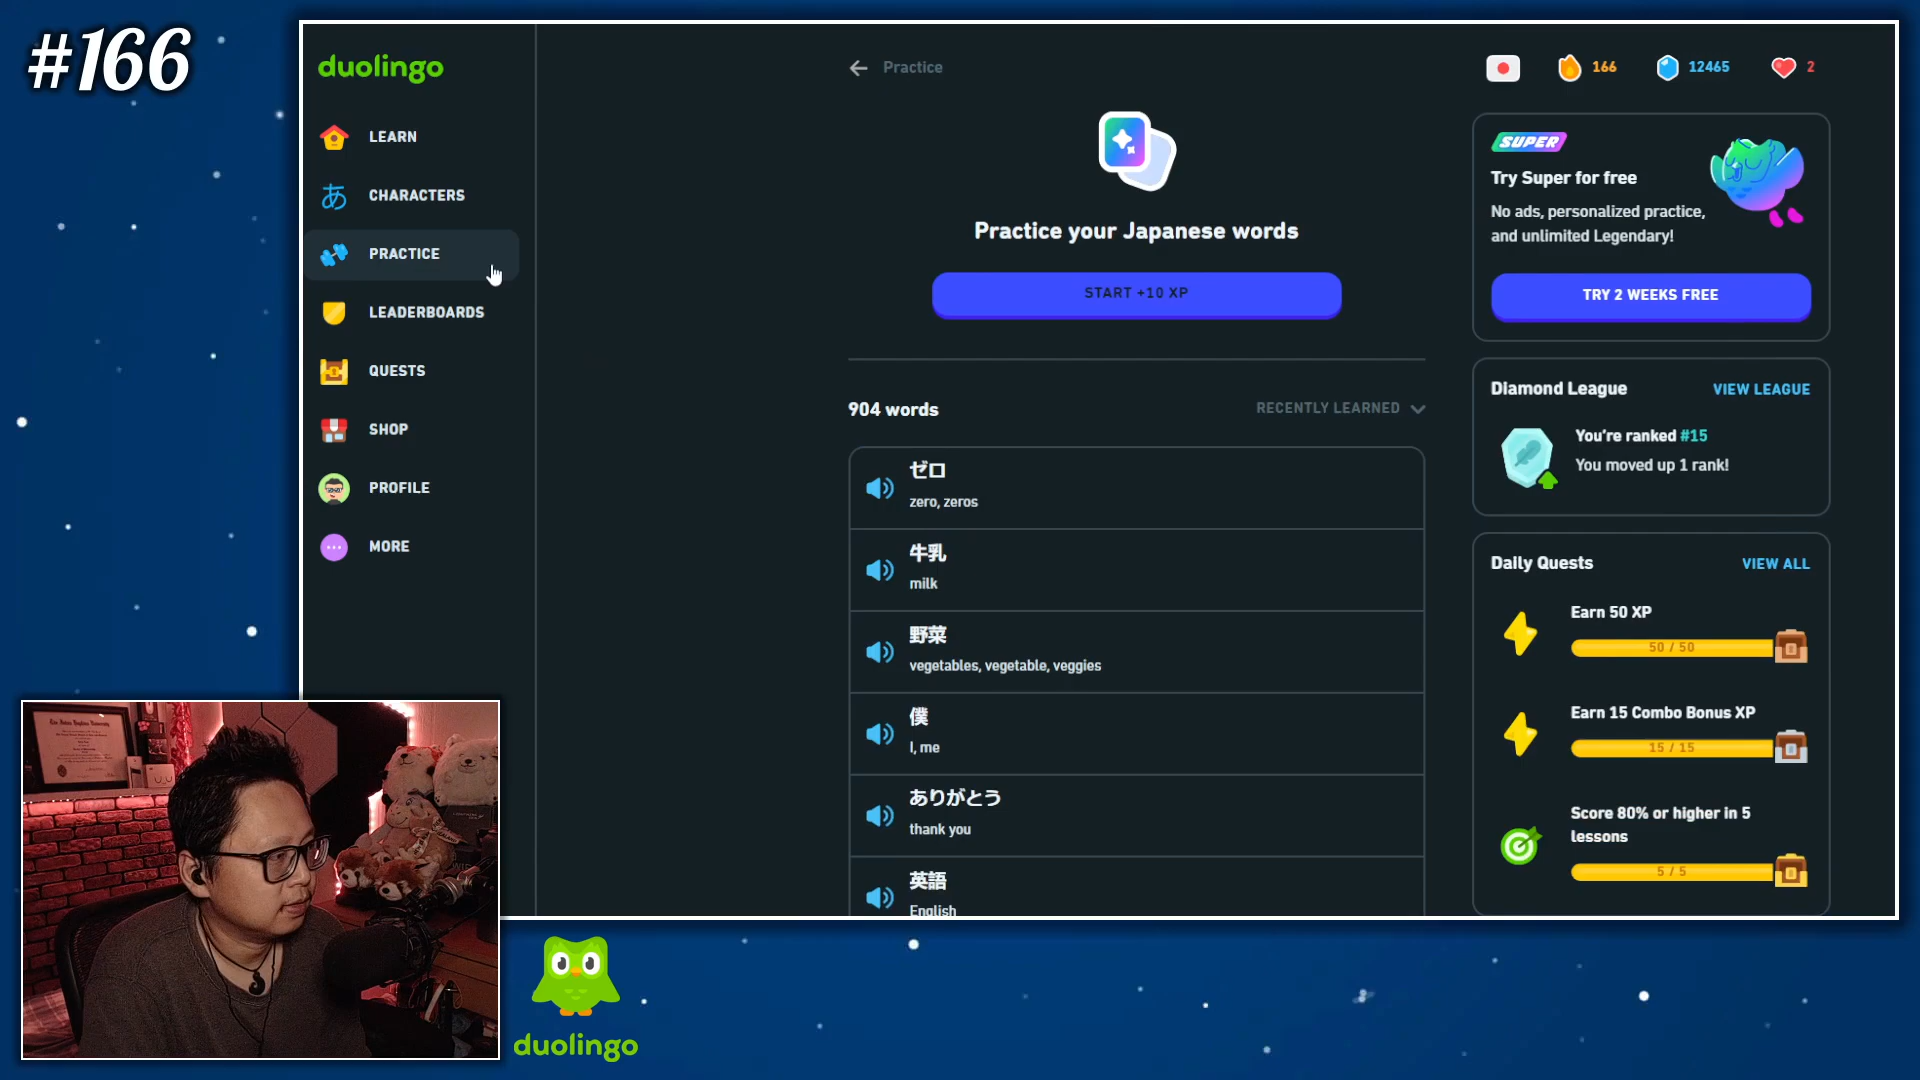 #166
duolingo
LEARN
あ
CHARACTERS
PRACTICE
LEADERBOARDS
QUESTS
SHOP
PROFILE
MORE
Practice
Practice your Japanese words
START +10 XP
904 words
RECENTLY LEARNED
ゼロ
zero, zeros
牛乳
milk
野菜
vegetables, vegetable, veggies
僕
I, me
ありがとう
thank you
英語
English
166
12465
2
SUPER
Try Super for free
No ads, personalized practice,
and unlimited Legendary!
TRY 2 WEEKS FREE
Diamond League
VIEW LEAGUE
You're ranked #15
You moved up 1 rank!
Daily Quests
VIEW ALL
Earn 50 XP
50 / 50
Earn 15 Combo Bonus XP
15 / 15
Score 80% or higher in 5
lessons
5 / 5
duolingo